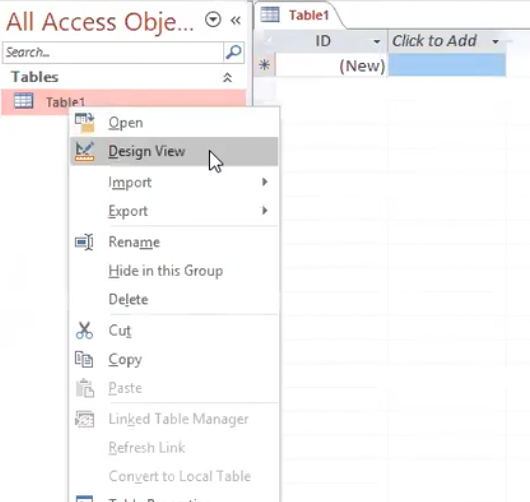 All Access Obje...
Search...
Tables
Table1
Open
Design View
Import
Export
Rename
Hide in this Group
Delete
Cut
Copy
Paste
Linked Table Manager
Refresh Link
Convert to Local Table
Table1
ID
Click to Add
(New)